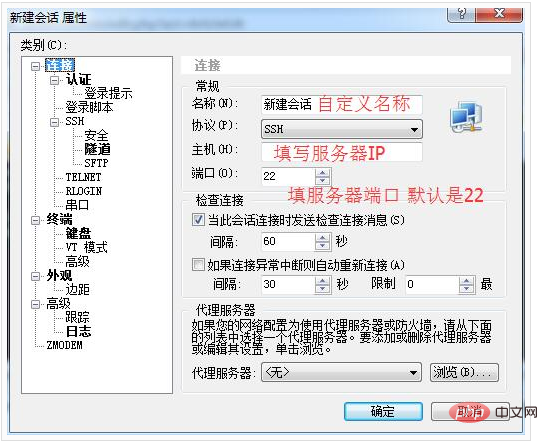 新建会话 属性
?
类别(C):
连接
认证
登录提示
登录脚本
SSH
安全
隧道
SFTP
TELNET
RLOGIN
串口
终端
键盘
VT 模式
高级
外观
边距
高级
跟踪
日志
ZMODEM
连接
常规
名称(N): 新建会话 自定义名称
协议(P): SSH
主机(H): 填写服务器IP
端口(O): 22
填服务器端口 默认是22
检查连接
当此会话连接时发送检查连接消息(S)
间隔: 60 秒
如果连接异常中断则自动重新连接(A)
间隔: 30 秒 限制 0 最
代理服务器
如果您的网络配置为使用代理服务器或防火墙,请从下面
的列表中选择一个代理服务器。要添加或删除代理服务器
或编辑其设置,单击浏览。
代理服务器: <无> 浏览(B)...
确定 取消
php 中文网